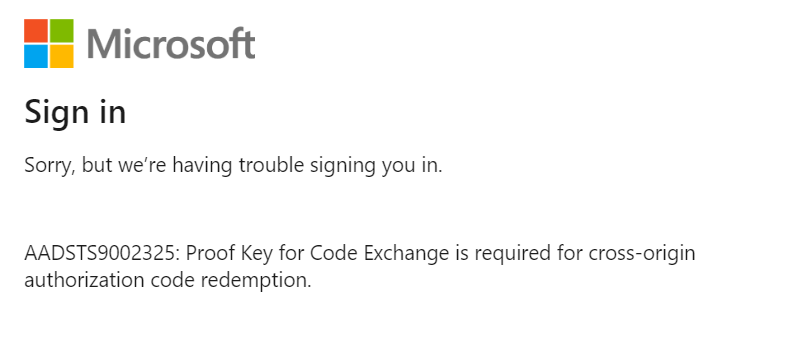 Microsoft
Sign in
Sorry, but we’re having trouble signing you in.
AADSTS9002325: Proof Key for Code Exchange is required for cross-origin
authorization code redemption.